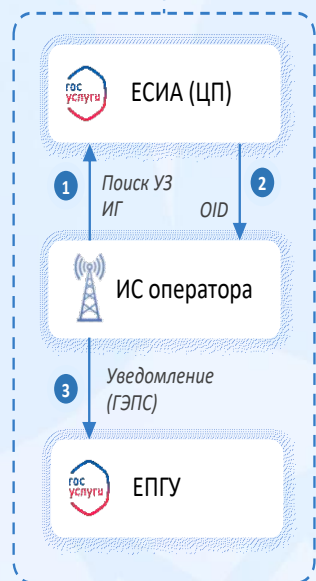 гос
услуги
ЕСИА (ЦП)
1
Поиск УЗ
ИГ
2
OID
ИС оператора
3
Уведомление
(ГЭПС)
гос
услуги
ЕПГУ